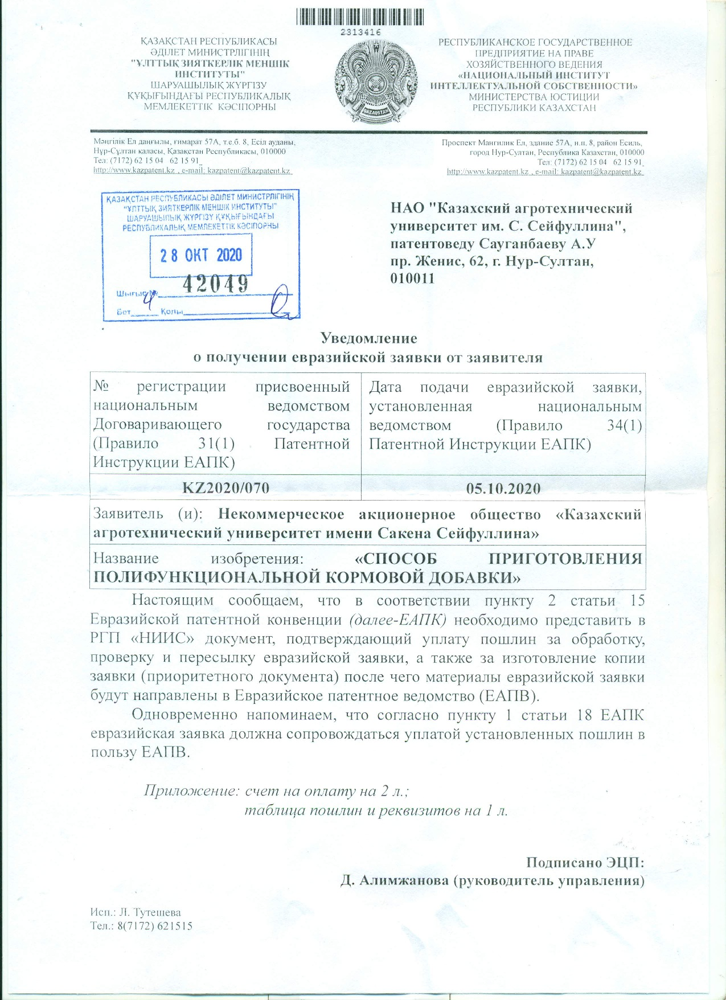 2313416
ҚАЗАҚСТАН РЕСПУБЛИКАСЫ
ӘДІЛЕТ МИНИСТРЛІГІНІҢ
"ҰЛТТЫҚ ЗИЯТКЕРЛІК МЕНШІК
ИНСТИТУТЫ"
ШАРУАШЫЛЫҚ ЖҮРГІЗУ
ҚҰҚЫҒЫНДАҒЫ РЕСПУБЛИКАЛЫҚ
МЕМЛЕКЕТТІК КӘСІПОРНЫ
QAZAQSTAN
РЕСПУБЛИКАНСКОЕ ГОСУДАРСТВЕННОЕ
ПРЕДПРИЯТИЕ НА ПРАВЕ
ХОЗЯЙСТВЕННОГО ВЕДЕНИЯ
«НАЦИОНАЛЬНЫЙ ИНСТИТУТ
ИНТЕЛЛЕКТУАЛЬНОЙ СОБСТВЕННОСТИ»
МИНИСТЕРСТВА ЮСТИЦИИ
РЕСПУБЛИКИ КАЗАХСТАН
Мәңгілік Ел даңғылы, ғимарат 57А, т.е.б. 8, Есіл ауданы,
Нұр-Сұлтан қаласы, Қазақстан Республикасы, 010000
Тел: (7172) 62 15 04 62 15 91
http://www.kazpatent.kz , e-mail: kazpatent@kazpatent.kz
Проспект Мангилик Ел, здание 57А, н.п. 8, район Есиль,
город Нур-Султан, Республика Казахстан, 010000
Тел: (7172) 62 15 04 62 15 91
http://www.kazpatent.kz , e-mail: kazpatent@kazpatent.kz
ҚАЗАҚСТАН РЕСПУБЛИКАСЫ ӘДІЛЕТ МИНИСТРЛІГІНІҢ
"ҰЛТТЫҚ ЗИЯТКЕРЛІК МЕНШІК ИНСТИТУТЫ"
ШАРУАШЫЛЫҚ ЖҮРГІЗУ ҚҰҚЫҒЫНДАҒЫ
РЕСПУБЛИКАЛЫҚ МЕМЛЕКЕТТІК КӘСІПОРНЫ
28 ОКТ 2020
42049
Шығыс №
Бет 4 Қолы
НАО "Казахский агротехнический
университет им. С. Сейфуллина",
патентоведу Сауганбаеву А.У
пр. Женис, 62, г. Нур-Султан,
010011
Уведомление
о получении евразийской заявки от заявителя
№ регистрации присвоенный
национальным ведомством
Договаривающего государства
(Правило 31(1) Патентной
Инструкции ЕАПК)
Дата подачи евразийской заявки,
установленная национальным
ведомством (Правило 34(1)
Патентной Инструкции ЕАПК)
KZ2020/070
05.10.2020
Заявитель (и): Некоммерческое акционерное общество «Казахский
агротехнический университет имени Сакена Сейфуллина»
Название изобретения: «СПОСОБ ПРИГОТОВЛЕНИЯ
ПОЛИФУНКЦИОНАЛЬНОЙ КОРМОВОЙ ДОБАВКИ»
Настоящим сообщаем, что в соответствии пункту 2 статьи 15
Евразийской патентной конвенции (далее-ЕАПК) необходимо представить в
РГП «НИИС» документ, подтверждающий уплату пошлин за обработку,
проверку и пересылку евразийской заявки, а также за изготовление копии
заявки (приоритетного документа) после чего материалы евразийской заявки
будут направлены в Евразийское патентное ведомство (ЕАПВ).
Одновременно напоминаем, что согласно пункту 1 статьи 18 ЕАПК
евразийская заявка должна сопровождаться уплатой установленных пошлин в
пользу ЕАПВ.
Приложение: счет на оплату на 2 л.;
таблица пошлин и реквизитов на 1 л.
Подписано ЭЦП:
Д. Алимжанова (руководитель управления)
Исп.: Л. Тутешева
Тел.: 8(7172) 621515